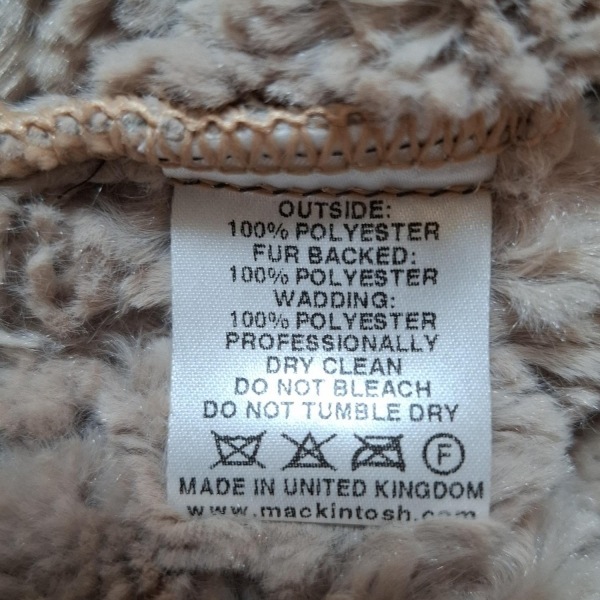 OUTSIDE:
100% POLYESTER
FUR BACKED:
100% POLYESTER
WADDING:
100% POLYESTER
PROFESSIONALLY
DRY CLEAN
DO NOT BLEACH
DO NOT TUMBLE DRY
F
MADE IN UNITED KINGDOM
www.mackintosh.com